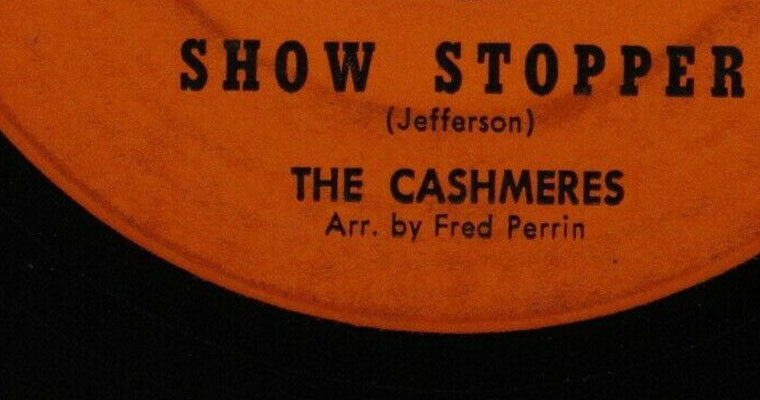 SHOW STOPPER
(Jefferson)
THE CASHMERES
Arr. by Fred Perrin